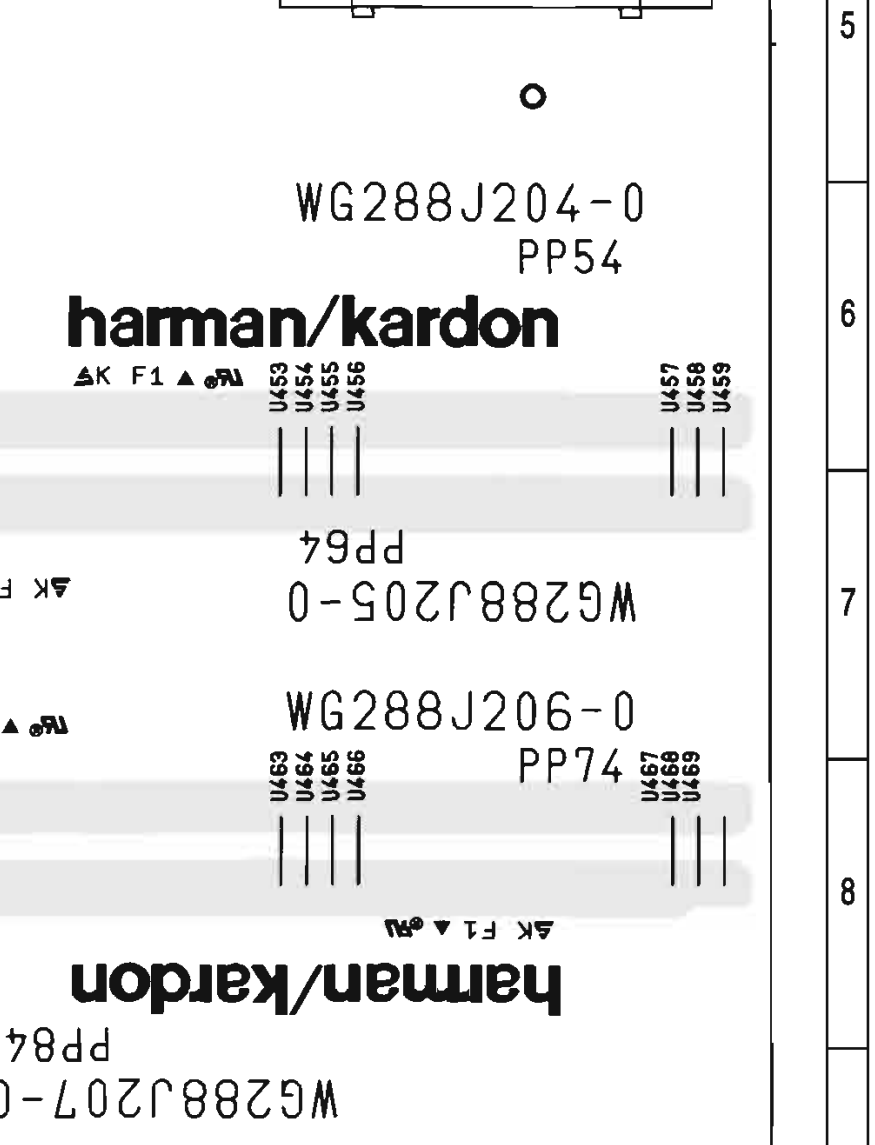 5
WG288J204-0
PP54
harman/kardon
6
K F1 ▲ ®
U453
U454
U455
U456
U457
U458
U459
PP64
K F
WG288J205-0
7
WG288J206-0
▲ ®
PP74
U463
U464
U465
U466
U467
U468
U469
8
K F1 ▲ ®
harman/kardon
PP84
WG288J207-0